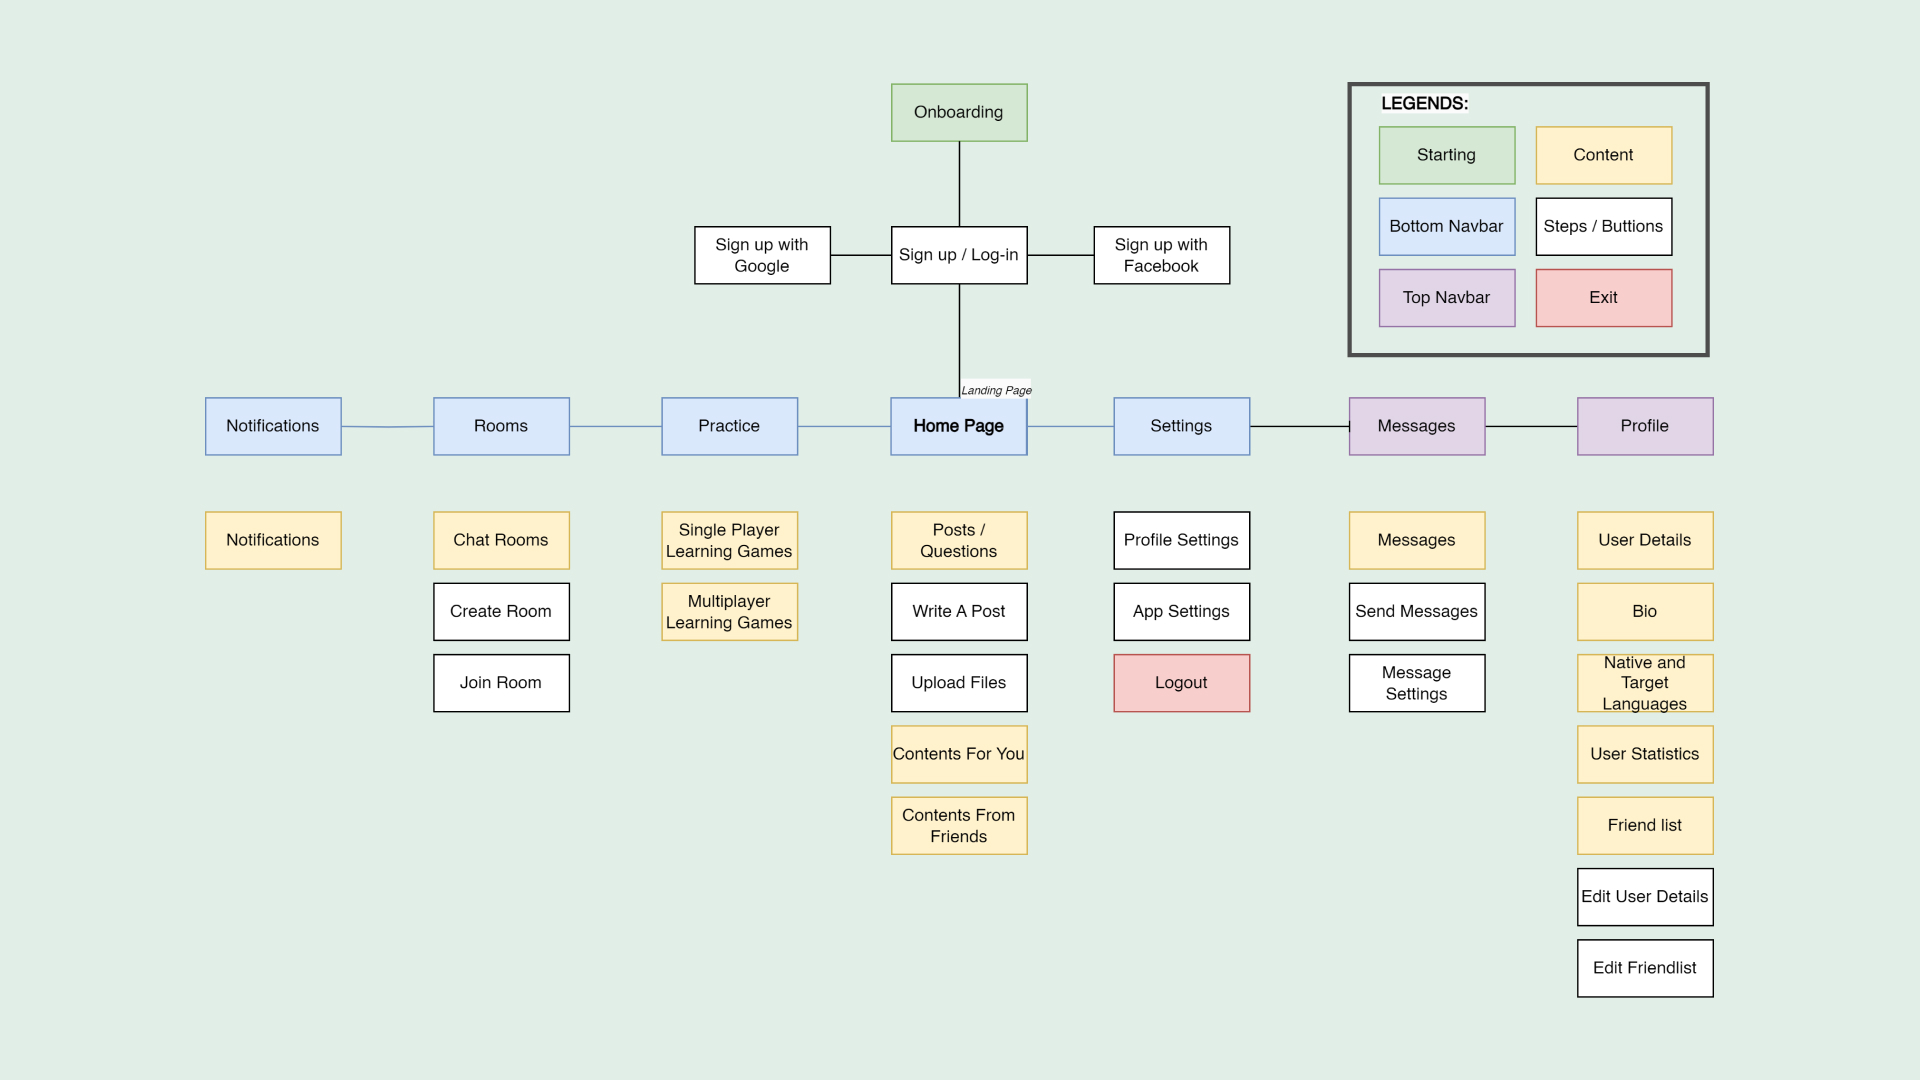 Onboarding
LEGENDS:
Starting
Content
Bottom Navbar
Steps / Buttions
Top Navbar
Exit
Sign up with
Google
Sign up / Log-in
Sign up with
Facebook
Landing Page
Notifications
Rooms
Practice
Home Page
Settings
Messages
Profile
Notifications
Chat Rooms
Create Room
Join Room
Single Player
Learning Games
Multiplayer
Learning Games
Posts /
Questions
Write A Post
Upload Files
Contents For You
Contents From
Friends
Profile Settings
App Settings
Logout
Messages
Send Messages
Message
Settings
User Details
Bio
Native and
Target
Languages
User Statistics
Friend list
Edit User Details
Edit Friendlist